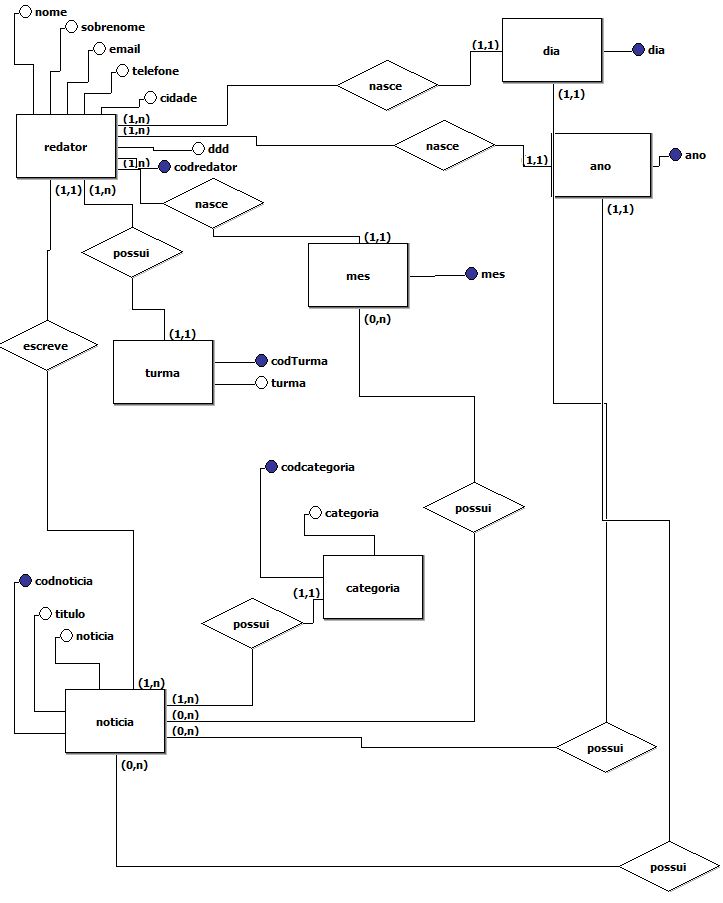 nome
sobrenome
email
telefone
cidade
(1,n)
(1,n)
redator
ddd
(1,n)
codredator
(1,1)
(1,n)
nasce
(1,1)
dia
dia
(1,1)
nasce
(1,1)
ano
ano
(1,1)
nasce
(1,1)
mes
mes
(0,n)
possui
(1,1)
turma
codTurma
turma
escreve
codcategoria
categoria
categoria
(1,1)
possui
possui
codnoticia
titulo
noticia
(1,n)
noticia
(1,n)
(0,n)
(0,n)
(0,n)
possui
possui